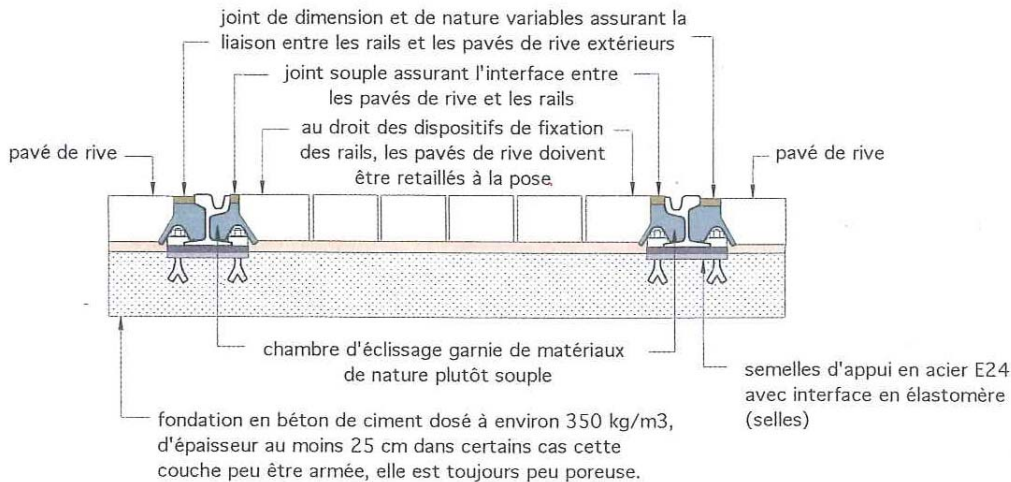 joint de dimension et de nature variables assurant la
liaison entre les rails et les pavés de rive extérieurs
joint souple assurant l'interface entre
les pavés de rive et les rails
au droit des dispositifs de fixation
des rails, les pavés de rive doivent
être retaillés à la pose.
pavé de rive
pavé de rive
chambre d'éclissage garnie de matériaux
de nature plutôt souple
semelles d'appui en acier E24
avec interface en élastomère
(selles)
fondation en béton de ciment dosé à environ 350 kg/m3,
d'épaisseur au moins 25 cm dans certains cas cette
couche peu être armée, elle est toujours peu poreuse.